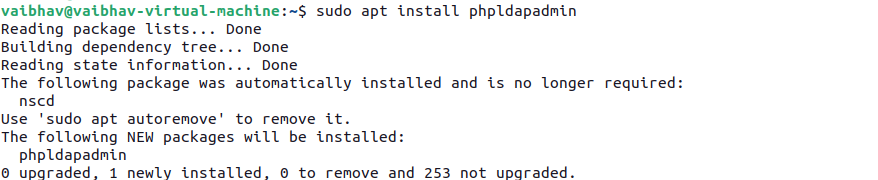 vaibhav@vaibhav-virtual-machine:~$ sudo apt install phpldapadmin
Reading package lists... Done
Building dependency tree... Done
Reading state information... Done
The following package was automatically installed and is no longer required:
  nscd
Use 'sudo apt autoremove' to remove it.
The following NEW packages will be installed:
  phpldapadmin
0 upgraded, 1 newly installed, 0 to remove and 253 not upgraded.